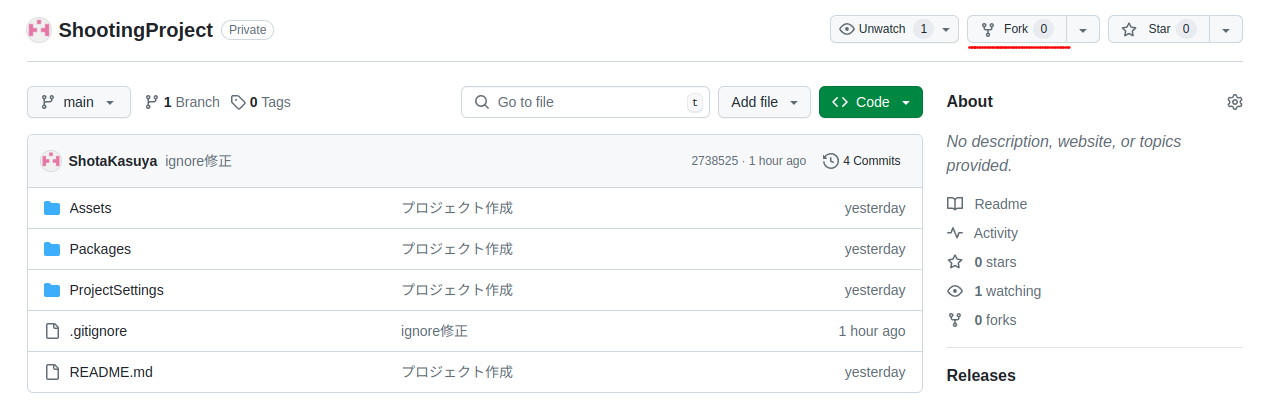 ShootingProject Private Unwatch 1 Fork 0 Star 0
main 1 Branch 0 Tags Go to file t Add file Code
ShotaKasuya ignore修正 2738525 · 1 hour ago 4 Commits
Assets プロジェクト作成 yesterday
Packages プロジェクト作成 yesterday
ProjectSettings プロジェクト作成 yesterday
.gitignore ignore修正 1 hour ago
README.md プロジェクト作成 yesterday
About
No description, website, or topics
provided.
Readme
Activity
0 stars
1 watching
0 forks
Releases